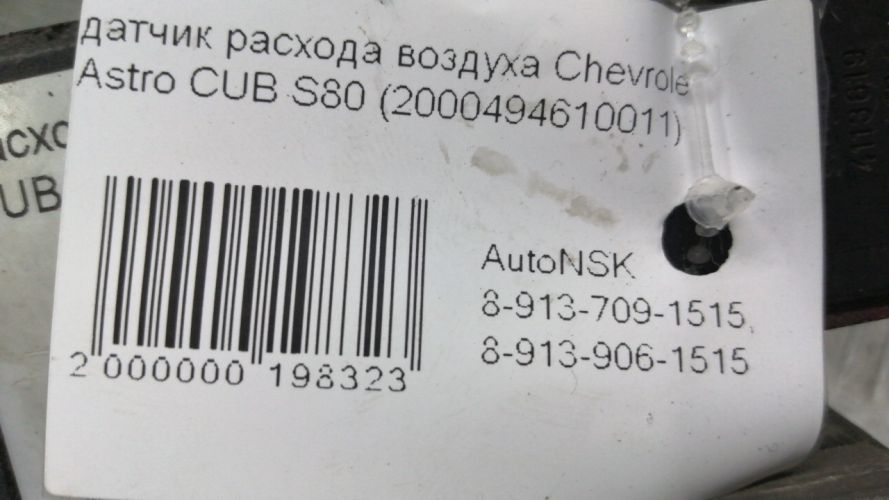 датчик расхода воздуха Chevrole
Astro CUB S80 (2000494610011)
AutoNSK
8-913-709-1515,
8-913-906-1515
2 000000 198323
UB